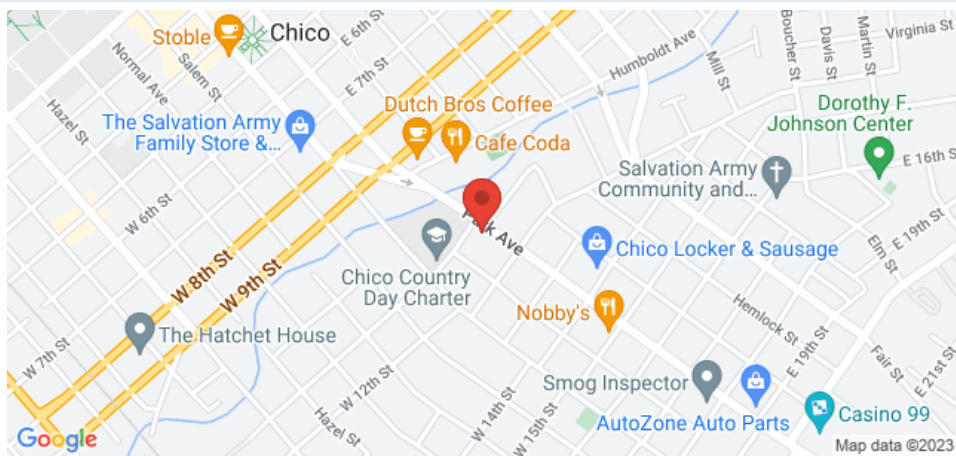 Stoble
Chico
E 6th St
Virginia St
Boucher St
Davis St
Martin St
Humboldt Ave
Mill St
Normal Ave
Salem St
E 7th St
Hazel St
Dutch Bros Coffee
Dorothy F.
Johnson Center
The Salvation Army
Family Store &...
Cafe Coda
E 16th St
Salvation Army
Community and...
W 6th St
Park Ave
E 19th St
Elm St
W 8th St
W 9th St
Chico Country
Day Charter
Chico Locker & Sausage
Nobby's
Hemlock St
The Hatchet House
W 7th St
E 19th St
Fair St
E 21st St
W 12th St
Smog Inspector
Hazel St
W 14th St
W 15th St
AutoZone Auto Parts
Casino 99
Google
Map data ©2023